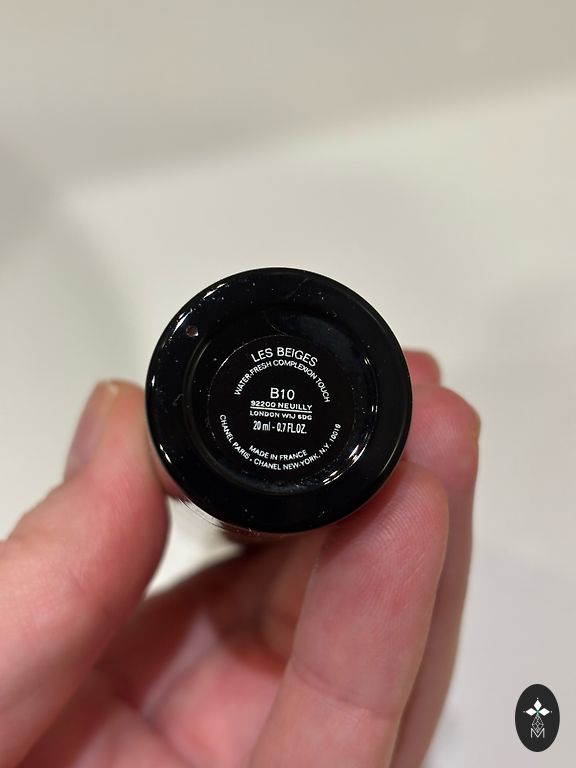 LES BEIGES
WATER-FRESH COMPLEXION TOUCH
B10
92200 NEUILLY
LONDON W1J 6DG
20 ml - 0.7 FL.OZ.
MADE IN FRANCE
CHANEL PARIS • CHANEL NEW-YORK, N.Y. 10019
M